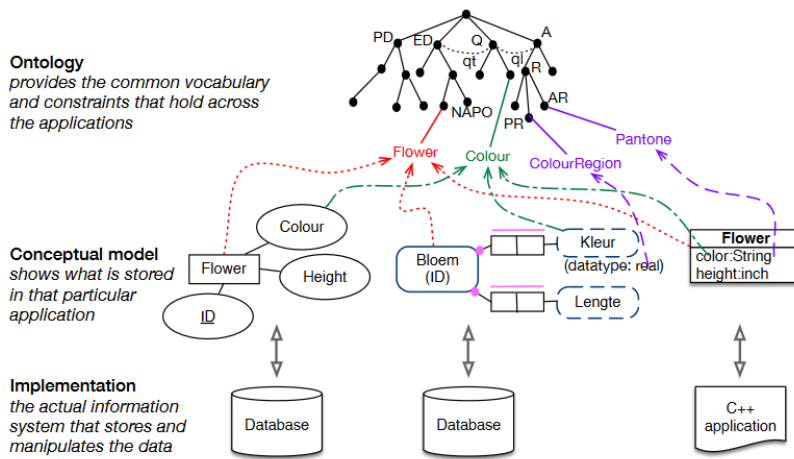 Ontology
provides the common vocabulary
and constraints that hold across
the applications
PD
ED
Q
A
qt
ql
R
NAPO
AR
PR
Flower
Colour
ColourRegion
Pantone
Conceptual model
shows what is stored
in that particular
application
Colour
Flower
Height
ID
Bloem
(ID)
Kleur
(datatype: real)
Lengte
Flower
color:String
height:inch
Implementation
the actual information
system that stores and
manipulates the data
Database
Database
C++
application